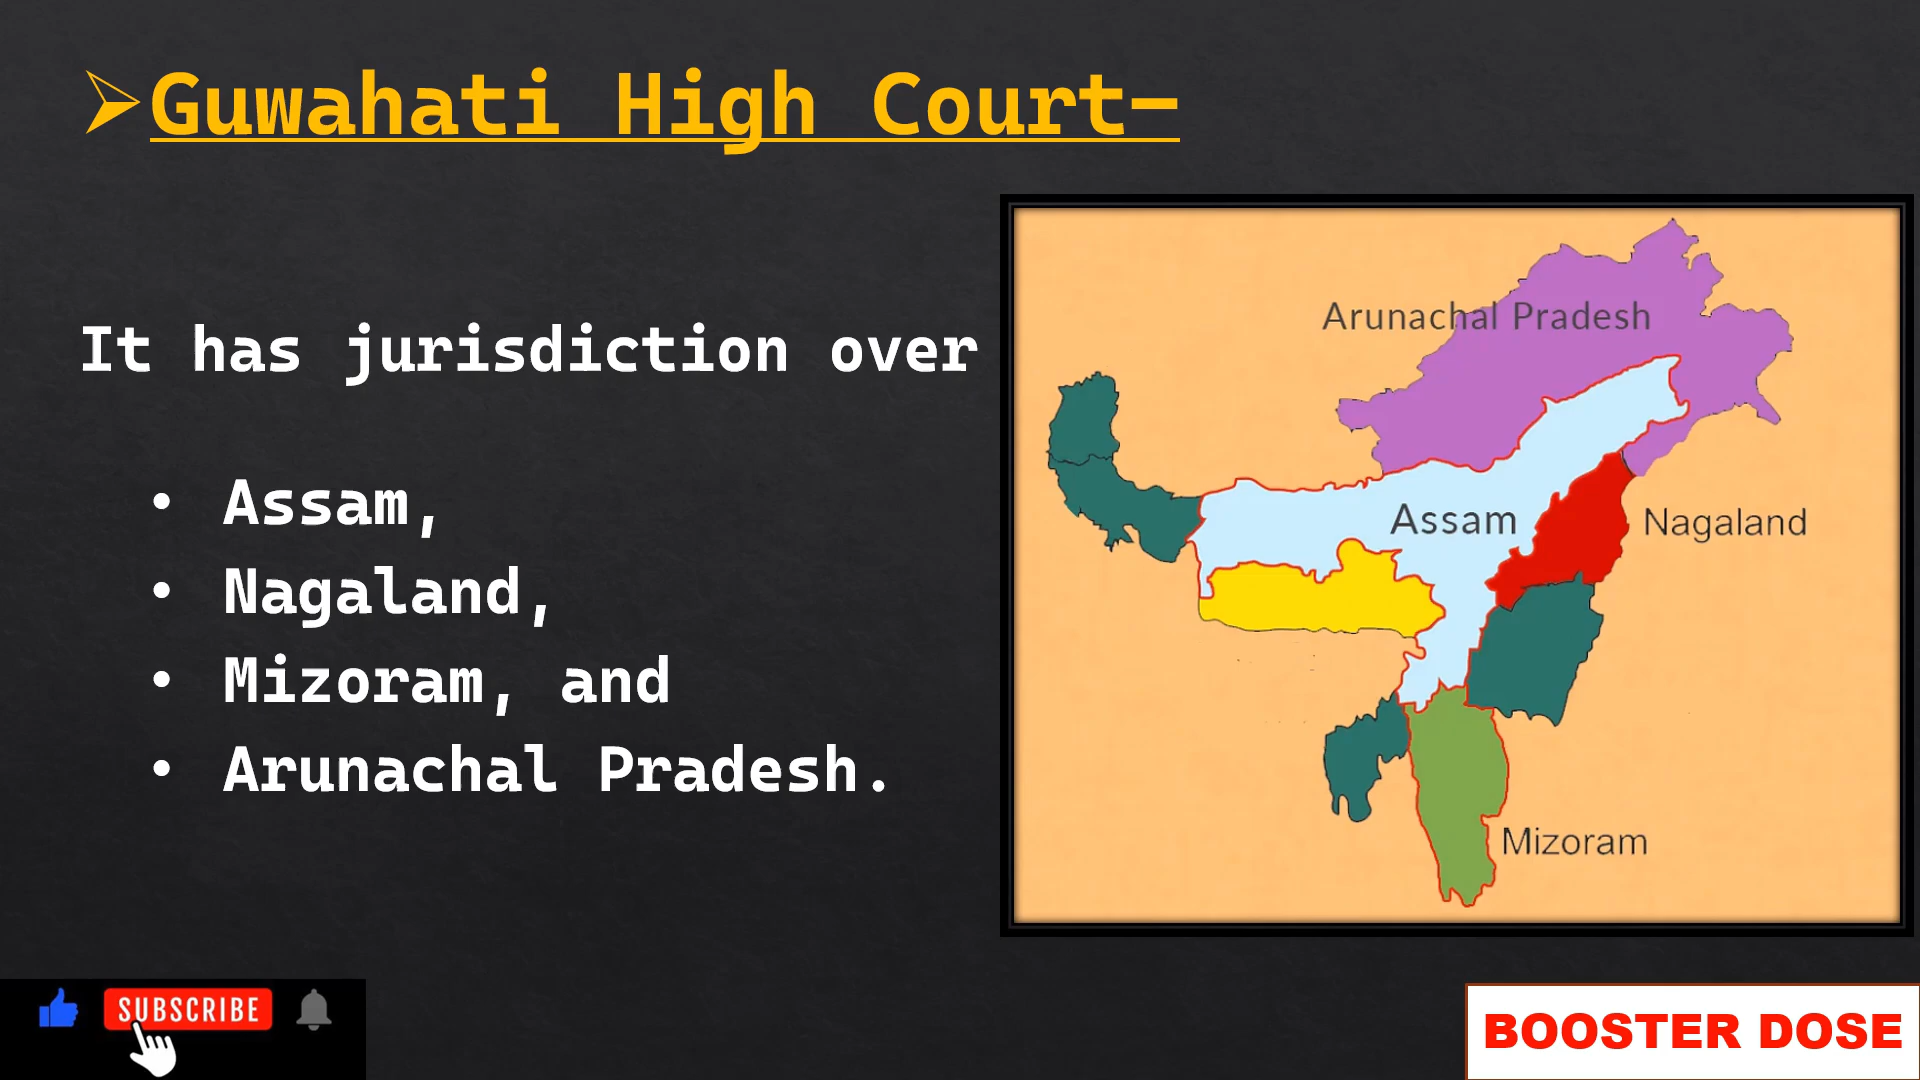 ➢Guwahati High Court–
It has jurisdiction over
• Assam,
• Nagaland,
• Mizoram, and
• Arunachal Pradesh.
Arunachal Pradesh
Assam
Nagaland
Mizoram
SUBSCRIBE
BOOSTER DOSE